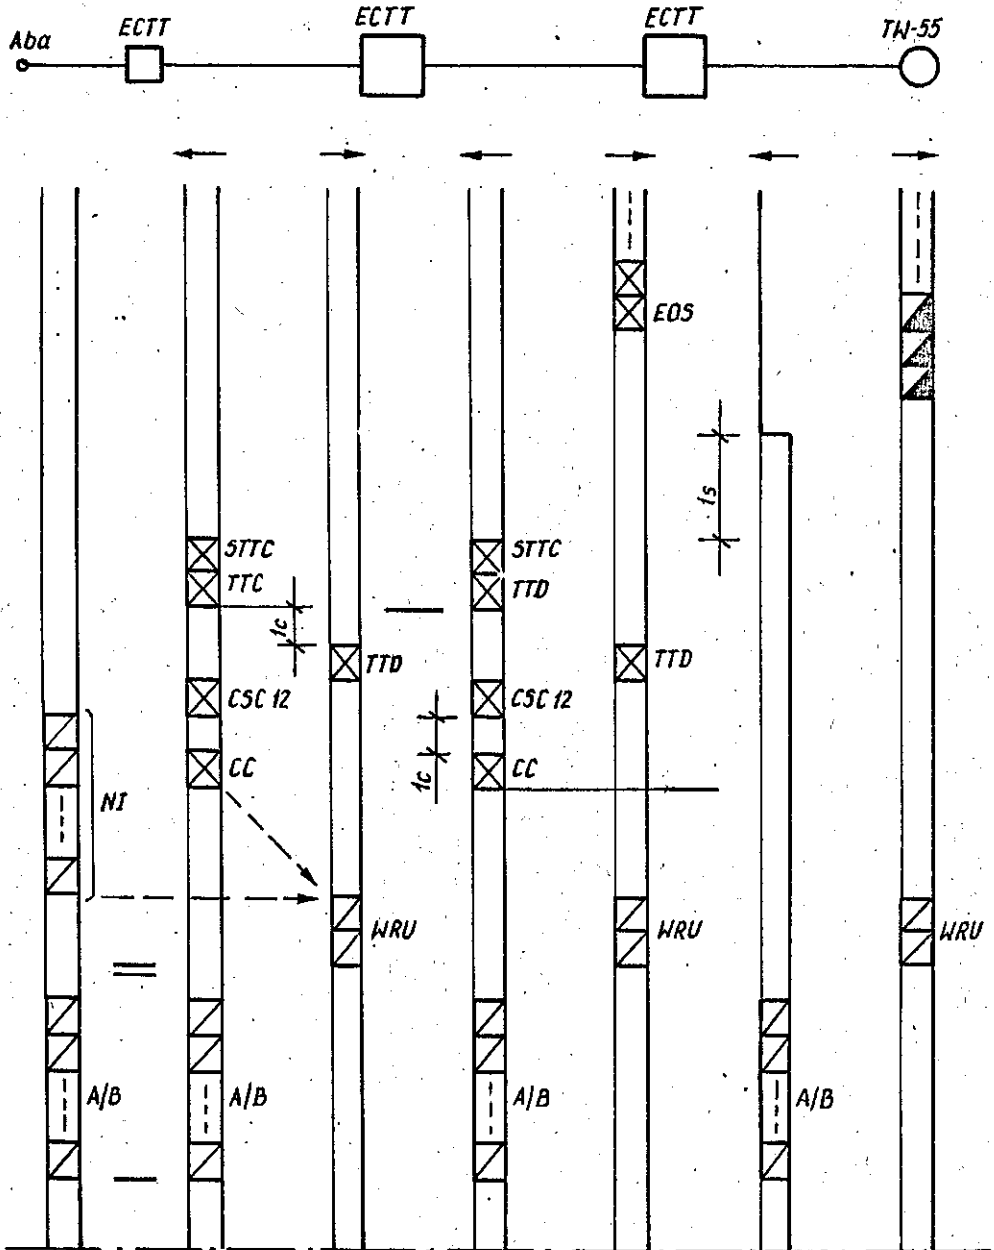 Aba
ECTT
ECTT
ECTT
TW-55
EOS
1s
STTC
STTC
TTC
TTD
1c
TTD
TTD
CSC 12
CSC 12
CC
CC
1c
NI
WRU
WRU
WRU
A/B
A/B
A/B
A/B